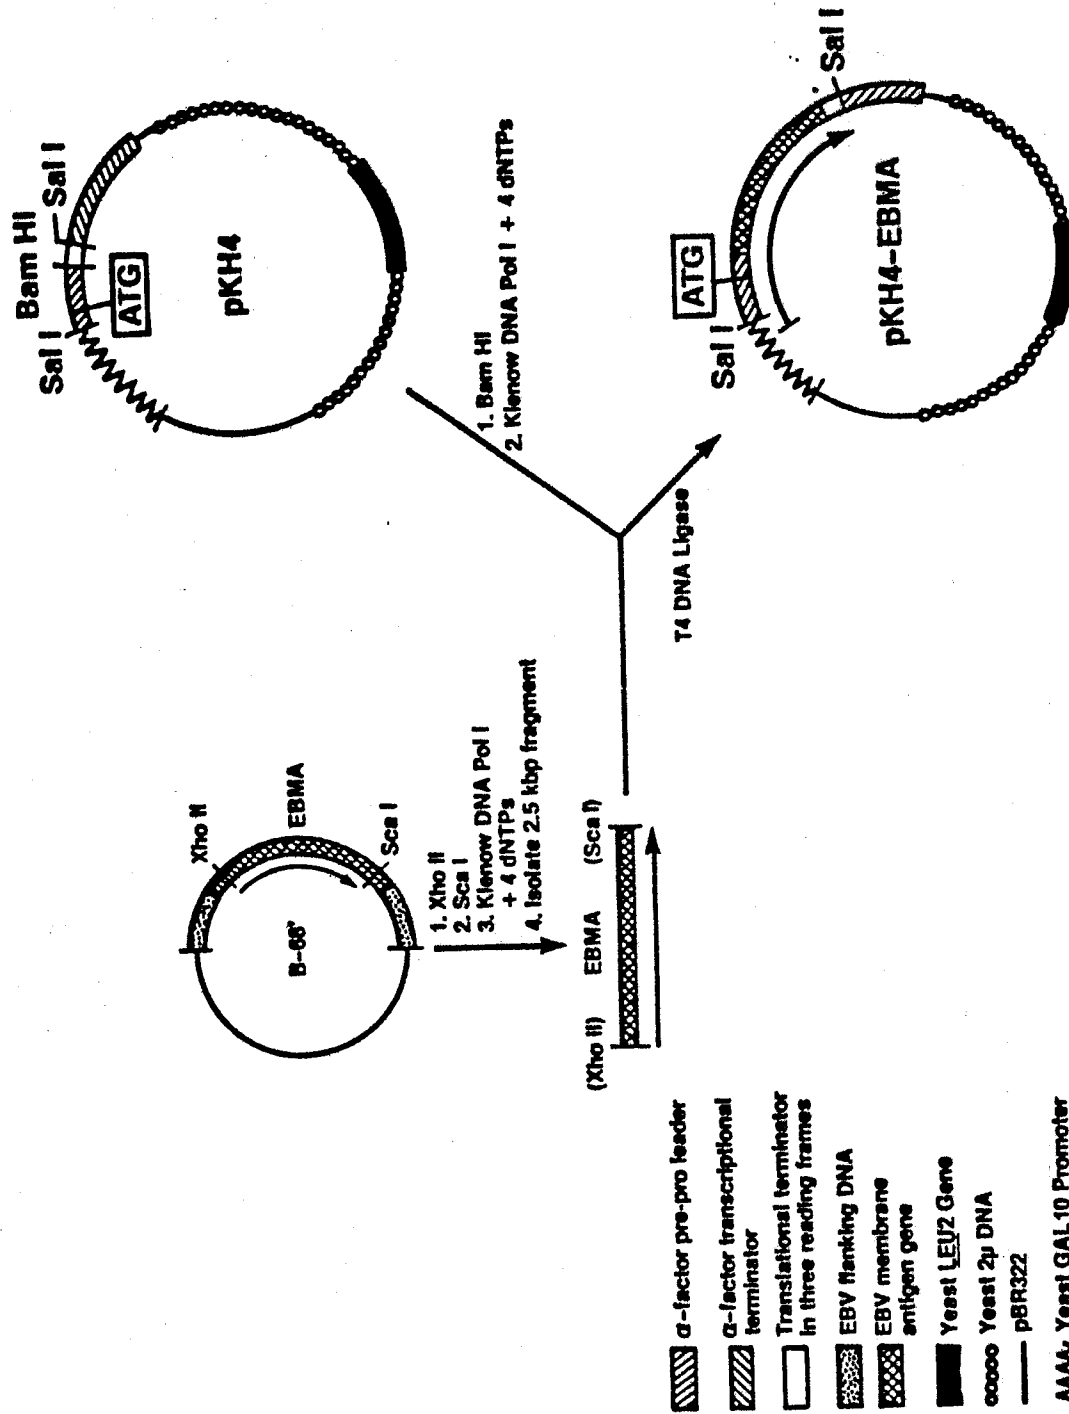 Xho II
EBMA
B-68'
Sca I
1. Xho II
2. Sca I
3. Klenow DNA Pol I
+ 4 dNTPs
4. Isolate 2.5 kbp fragment
(Xho II) EBMA (Sca I)
Bam HI
Sal I
Sal I
ATG
pKH4
1. Bam HI
2. Klenow DNA Pol I + 4 dNTPs
T4 DNA Ligase
ATG
Sal I
Sal I
pKH4-EBMA
α-factor pre-pro leader
α-factor transcriptional
terminator
Translational terminator
in three reading frames
EBV flanking DNA
EBV membrane
antigen gene
Yeast LEU2 Gene
Yeast 2μ DNA
pBR322
Yeast GAL10 Promoter